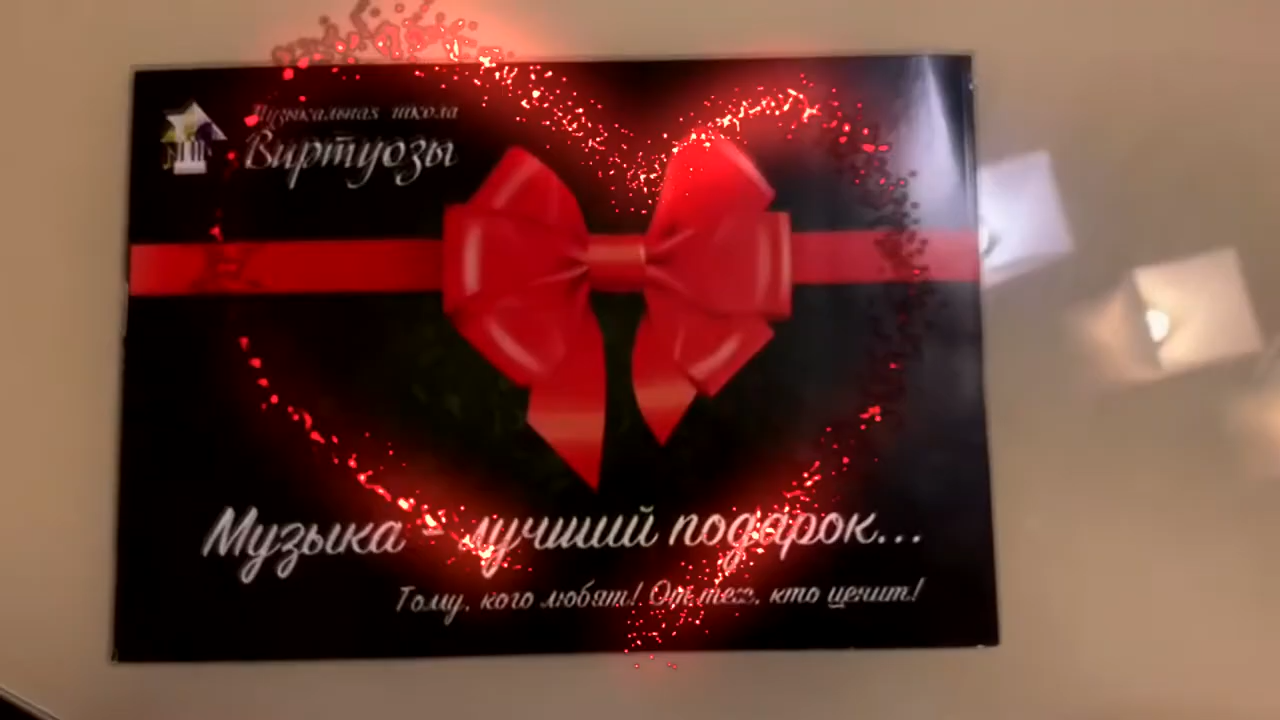 Музыкальная школа
Виртуозы
Музыка - лучший подарок...
Тому, кого любят! От тех, кто ценит!